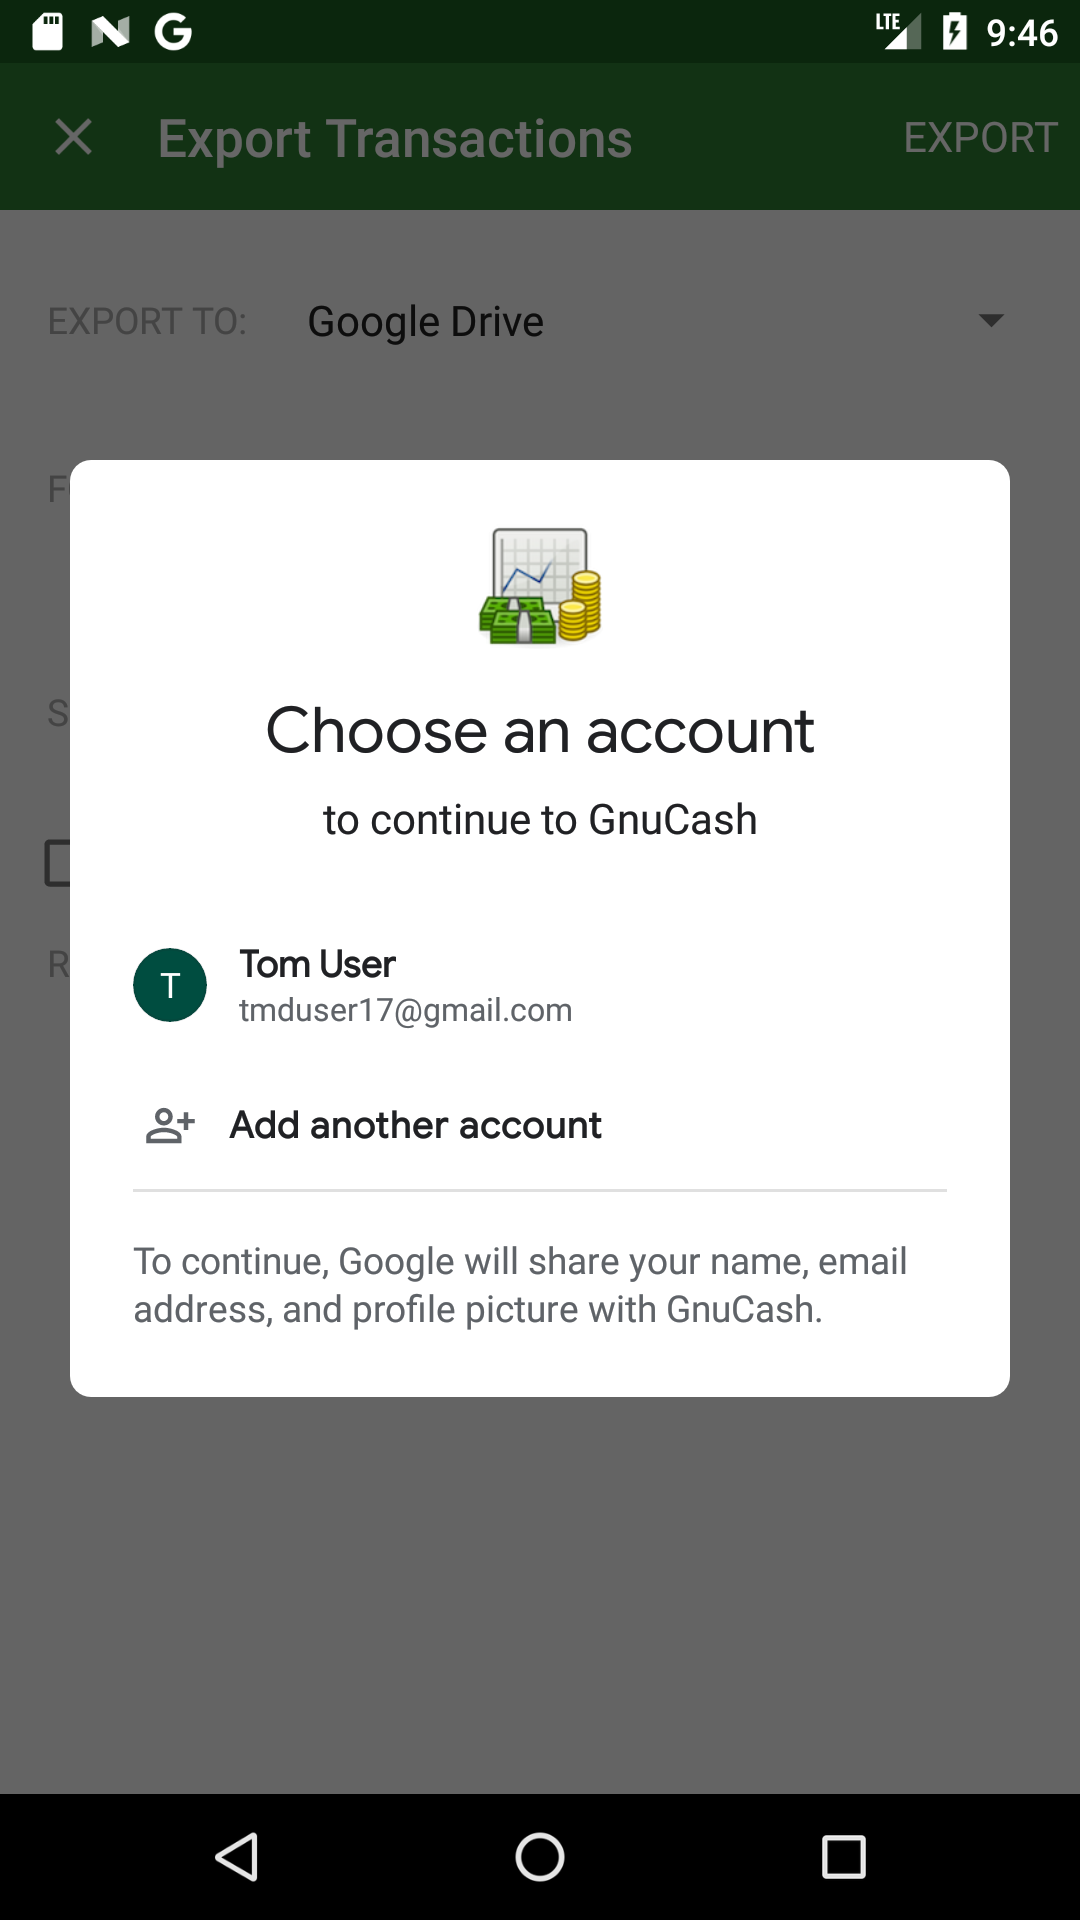 LTE 9:46
Export Transactions EXPORT
EXPORT TO: Google Drive
Choose an account
to continue to GnuCash
T
Tom User
tmduser17@gmail.com
Add another account
To continue, Google will share your name, email
address, and profile picture with GnuCash.